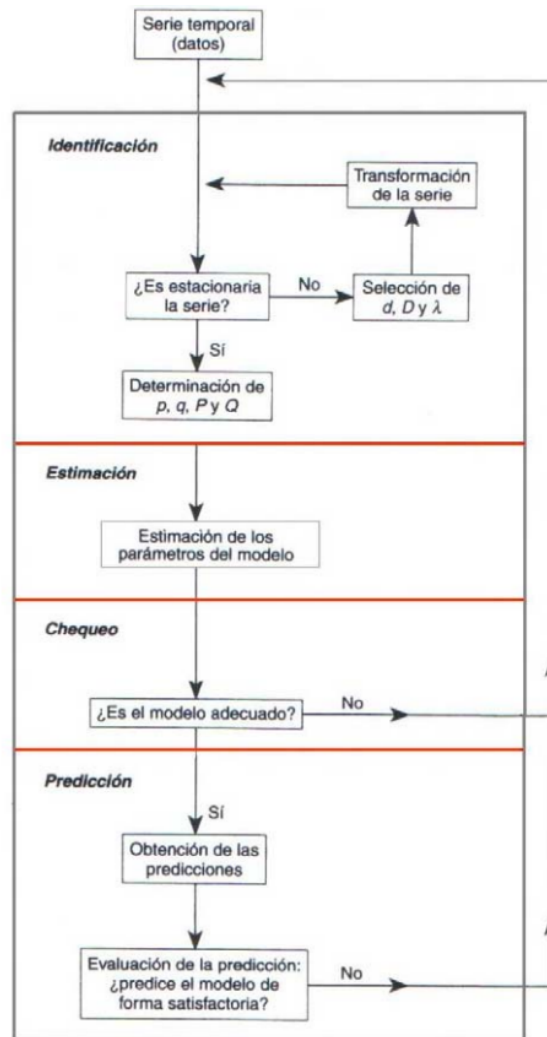 Serie temporal
(datos)
Identificación
Transformación
de la serie
¿Es estacionaria
la serie?
No
Selección de
d, D y λ
Sí
Determinación de
p, q, P y Q
Estimación
Estimación de los
parámetros del modelo
Chequeo
¿Es el modelo adecuado?
No
Predicción
Sí
Obtención de las
predicciones
Evaluación de la predicción:
¿predice el modelo de
forma satisfactoria?
No